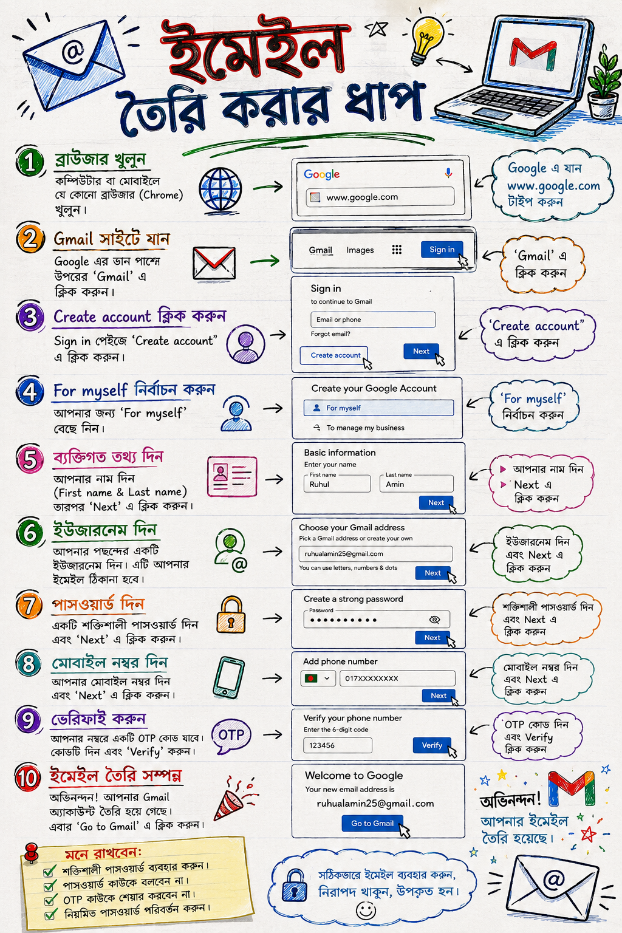 @
ইমেইল
তৈরি করার ধাপ
M
1 ব্রাউজার খুলুন
কম্পিউটার বা মোবাইলে
যে কোনো ব্রাউজার (Chrome)
খুলুন।
Google
www.google.com
Google এ যান
www.google.com
টাইপ করুন
2 Gmail সাইটে যান
Google এর ডান পাশে
উপরের ‘Gmail’ এ
ক্লিক করুন।
Gmail Images Sign in
‘Gmail’ এ
ক্লিক করুন
3 Create account ক্লিক করুন
Sign in পেইজে ‘Create account”
এ ক্লিক করুন।
Sign in
to continue to Gmail
Email or phone
Forgot email?
Create account Next
‘Create account”
এ ক্লিক করুন
4 For myself নির্বাচন করুন
আপনার জন্য ‘For myself’
বেছে নিন।
Create your Google Account
For myself
To manage my business
‘For myself’
নির্বাচন করুন
5 ব্যক্তিগত তথ্য দিন
আপনার নাম দিন
(First name & Last name)
তারপর ‘Next’ এ ক্লিক করুন।
Basic information
Enter your name
First name Last name
Ruhul Amin
Next
আপনার নাম দিন
Next এ
ক্লিক করুন
6 ইউজারনেম দিন
আপনার পছন্দের একটি
ইউজারনেম দিন। এটি আপনার
ইমেইল ঠিকানা হবে।
@
Choose your Gmail address
Pick a Gmail address or create your own
ruhualamin25@gmail.com
You can use letters, numbers & dots
Next
ইউজারনেম দিন
এবং Next এ
ক্লিক করুন
7 পাসওয়ার্ড দিন
একটি শক্তিশালী পাসওয়ার্ড দিন
এবং ‘Next’ এ ক্লিক করুন।
Create a strong password
Password
••••••••••
Next
শক্তিশালী পাসওয়ার্ড দিন
এবং Next এ
ক্লিক করুন
8 মোবাইল নম্বর দিন
আপনার মোবাইল নম্বর দিন
এবং ‘Next’ এ ক্লিক করুন।
Add phone number
017XXXXXXXX
Next
মোবাইল নম্বর দিন
এবং Next এ
ক্লিক করুন
9 ভেরিফাই করুন
আপনার নম্বরে একটি OTP কোড যাবে।
কোডটি দিন এবং ‘Verify’ করুন।
OTP
Verify your phone number
Enter the 6-digit code
123456 Verify
‘OTP কোড দিন
এবং Verify
ক্লিক করুন
10 ইমেইল তৈরি সম্পন্ন
অভিনন্দন! আপনার Gmail
অ্যাকাউন্ট তৈরি হয়ে গেছে।
এবার ‘Go to Gmail’ এ ক্লিক করুন।
Welcome to Google
Your new email address is
ruhualamin25@gmail.com
Go to Gmail
M
অভিনন্দন!
আপনার ইমেইল
তৈরি হয়েছে।
মনে রাখবেন:
শক্তিশালী পাসওয়ার্ড ব্যবহার করুন।
পাসওয়ার্ড কাউকে বলবেন না।
OTP কাউকে শেয়ার করবেন না।
নিয়মিত পাসওয়ার্ড পরিবর্তন করুন।
সঠিকভাবে ইমেইল ব্যবহার করুন,
নিরাপদ থাকুন, উপকৃত হন।
@